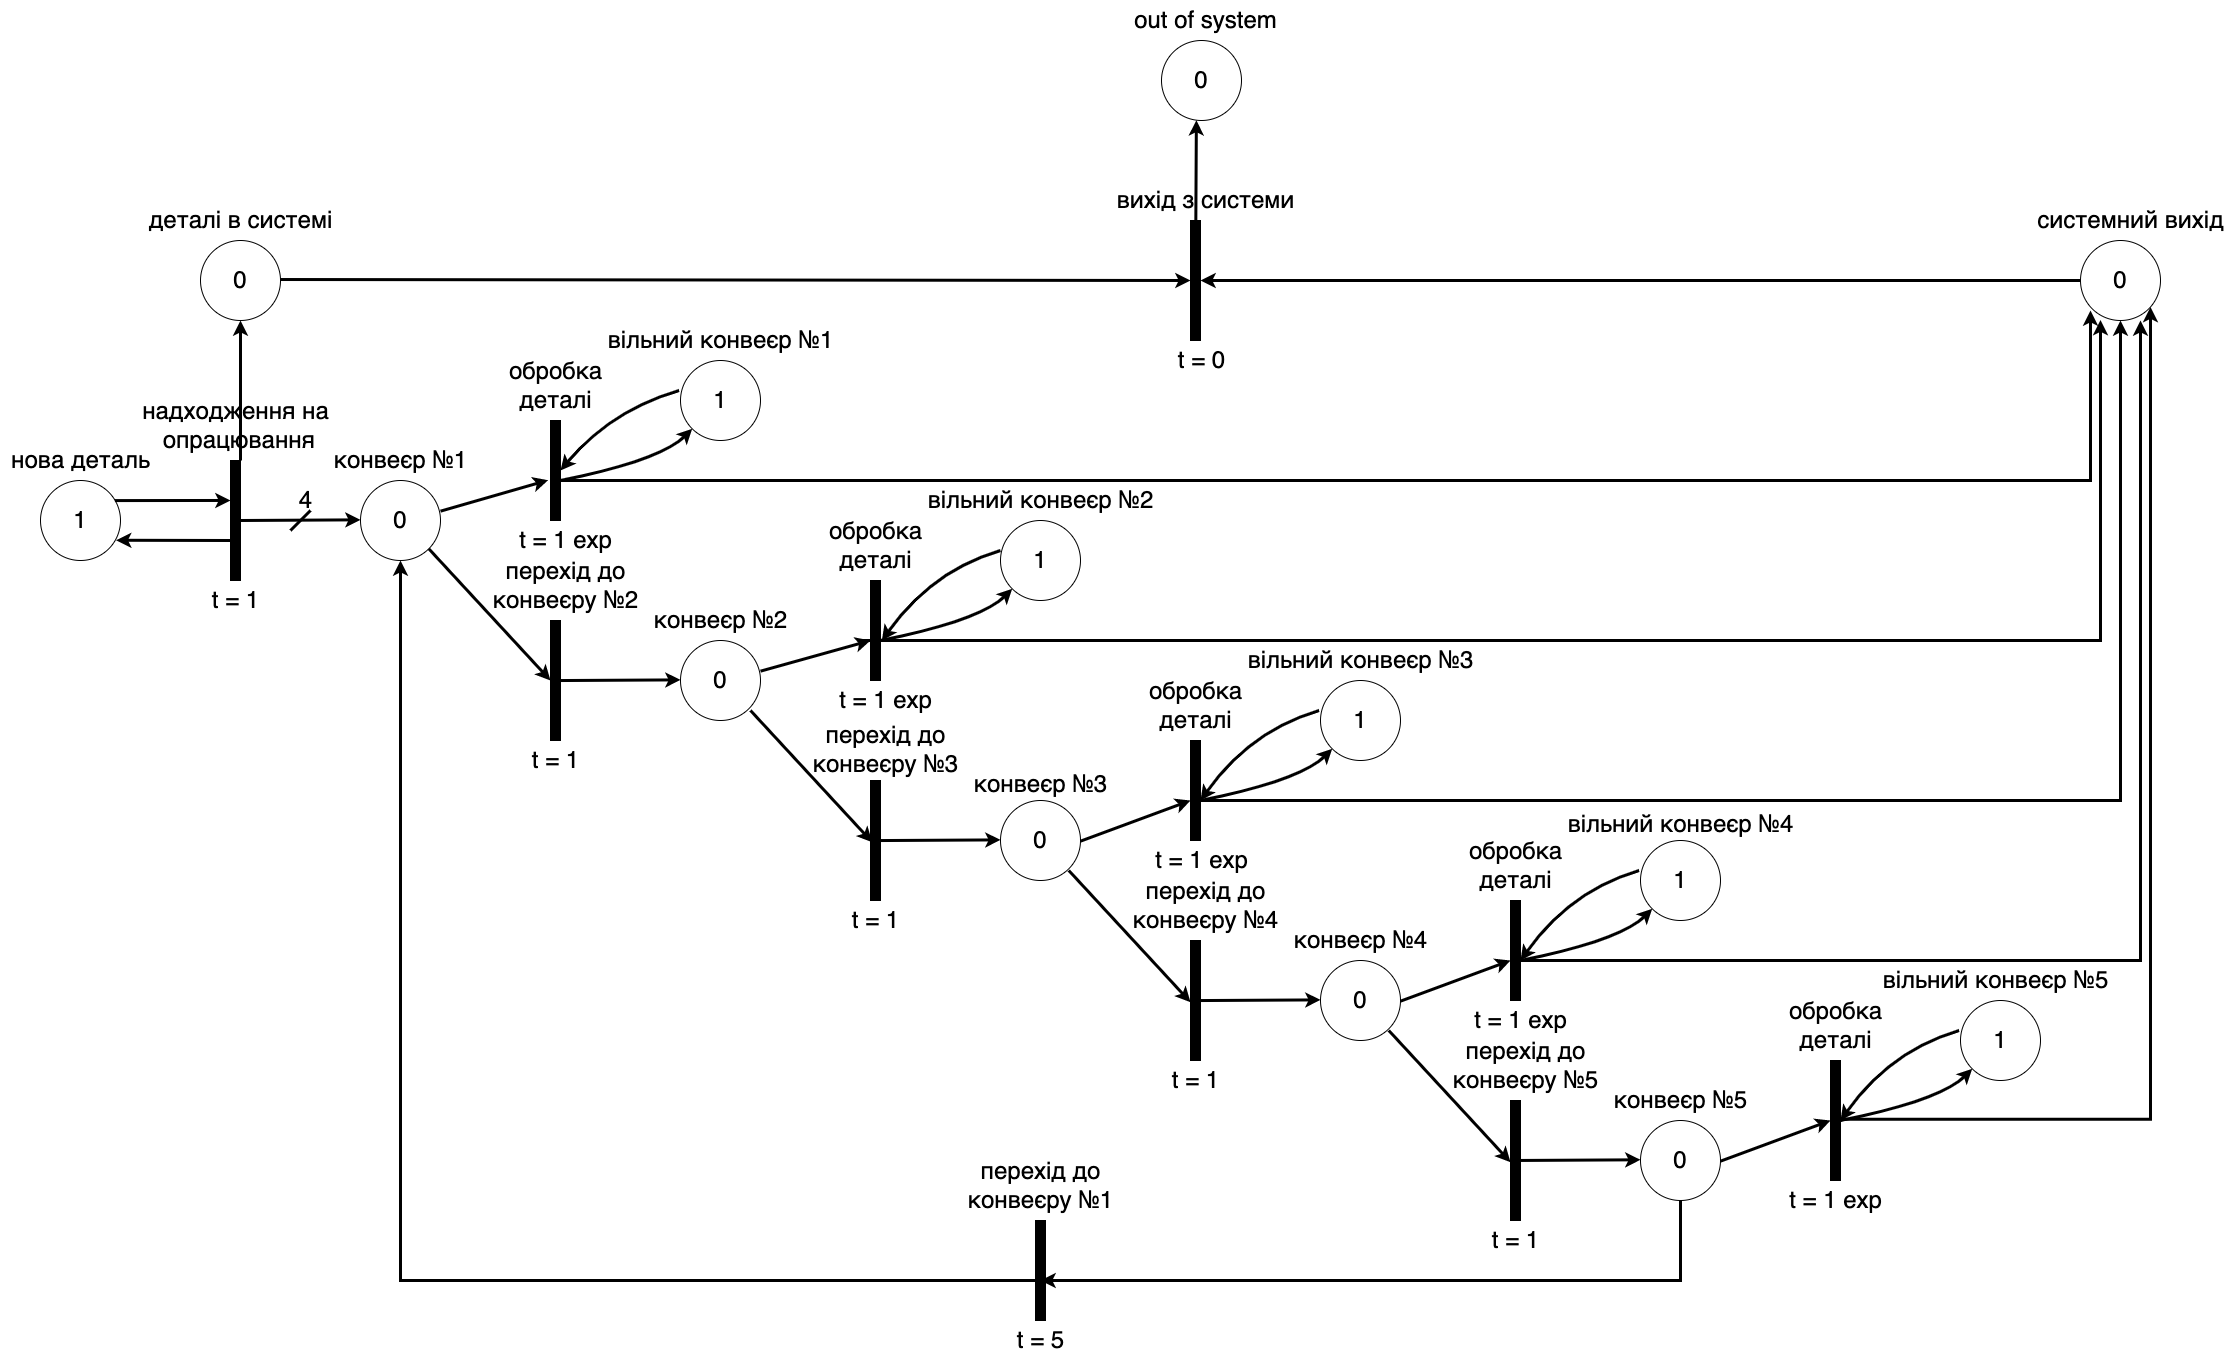 out of system
0
вихід з системи
t = 0
деталі в системі
0
системний вихід
0
надходження на
опрацювання
t = 1
нова деталь
1
4
конвеєр №1
0
обробка
деталі
t = 1 exp
вільний конвеєр №1
1
перехід до
конвеєру №2
t = 1
конвеєр №2
0
обробка
деталі
t = 1 exp
вільний конвеєр №2
1
перехід до
конвеєру №3
t = 1
конвеєр №3
0
обробка
деталі
t = 1 exp
вільний конвеєр №3
1
перехід до
конвеєру №4
t = 1
конвеєр №4
0
обробка
деталі
t = 1 exp
вільний конвеєр №4
1
перехід до
конвеєру №5
t = 1
конвеєр №5
0
обробка
деталі
t = 1 exp
вільний конвеєр №5
1
перехід до
конвеєру №1
t = 5